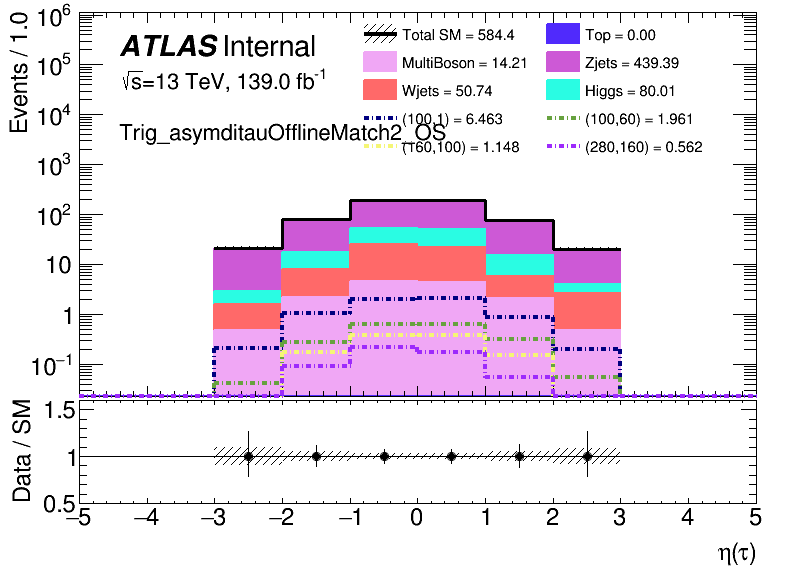 ATLAS Internal
√s=13 TeV, 139.0 fb⁻¹
Trig_asymditauOfflineMatch2_OS
Total SM = 584.4
Top = 0.00
MultiBoson = 14.21
Zjets = 439.39
Wjets = 50.74
Higgs = 80.01
(100,1) = 6.463
(100,60) = 1.961
(160,100) = 1.148
(280,160) = 0.562
Events / 1.0
10⁶
10⁵
10⁴
10³
10²
10
1
10⁻¹
Data / SM
1.5
1
0.5
−5 −4 −3 −2 −1 0 1 2 3 4 5
η(τ)